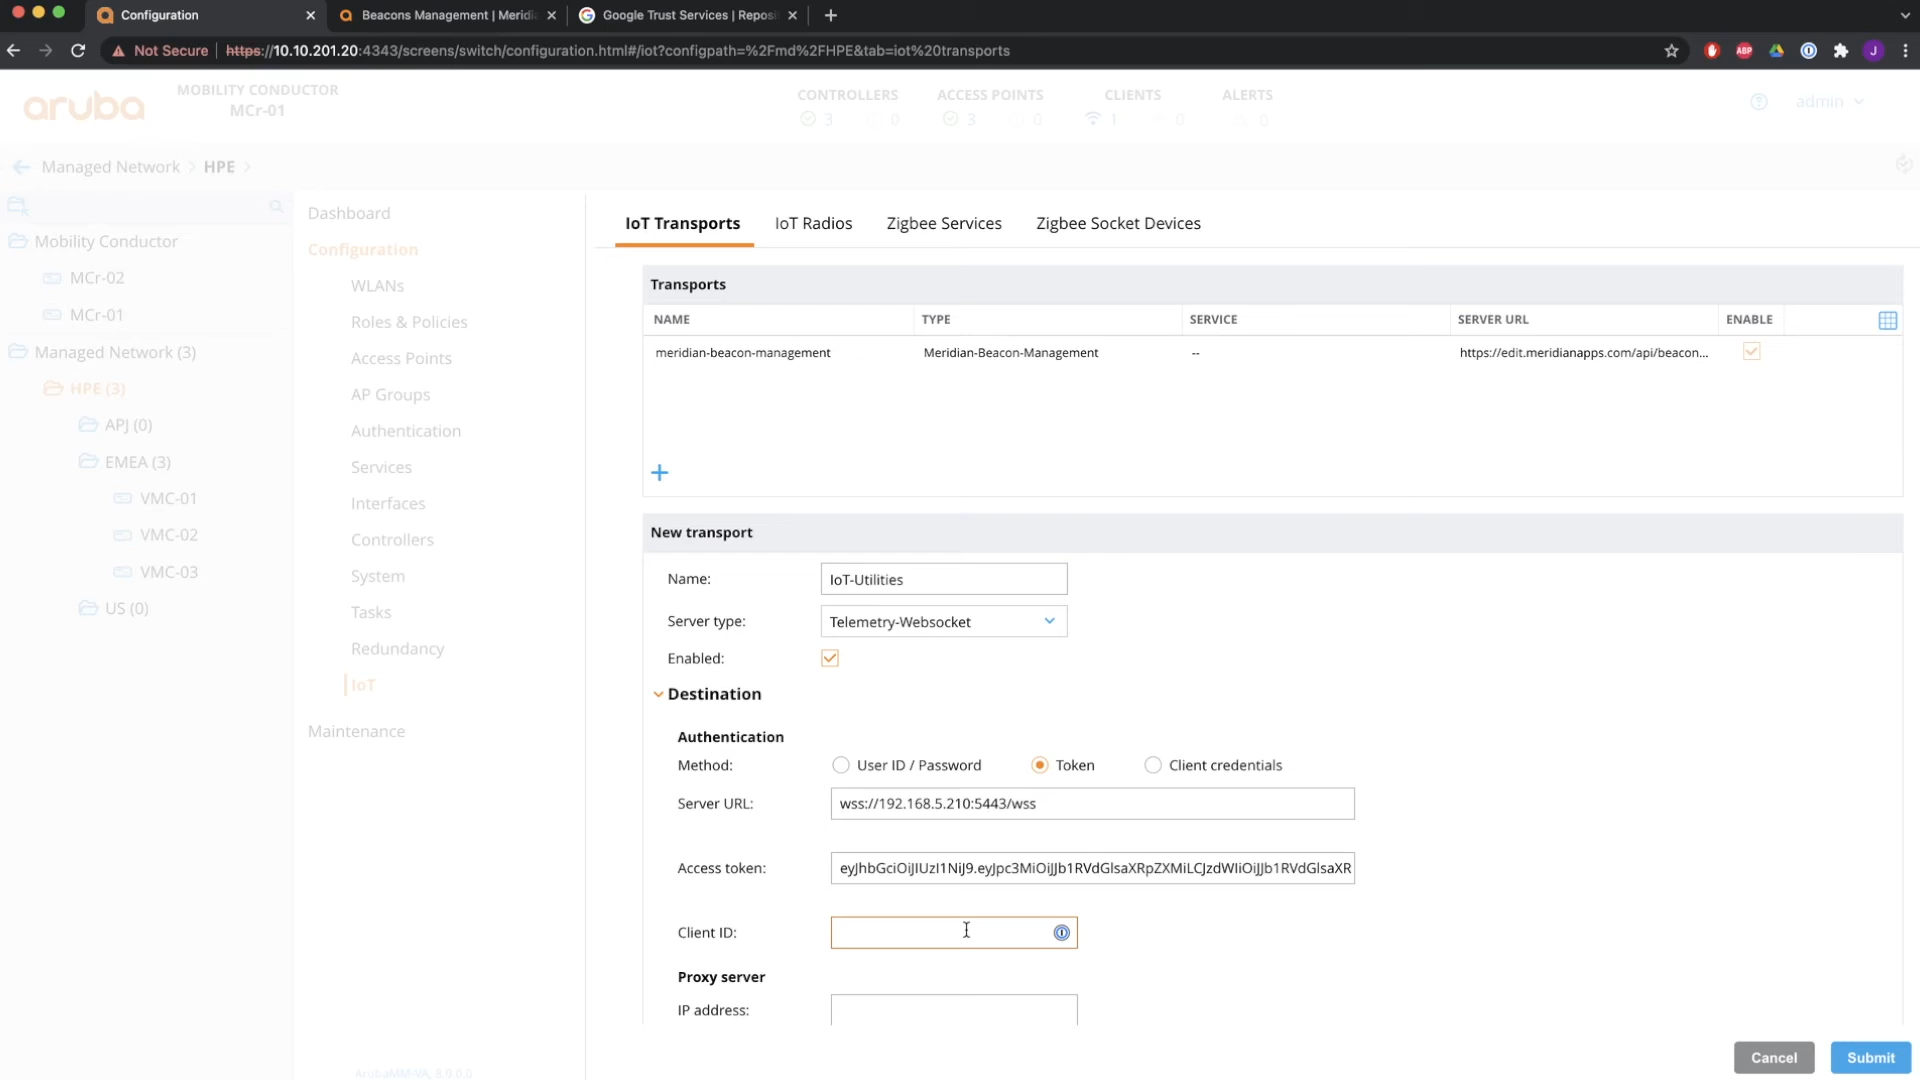 Configuration
Beacons Management | Meridi
Google Trust Services | Reposi
Not Secure
https://10.10.201.20:4343/screens/switch/configuration.html#/iot?configpath=%2Fmd%2FHPE&tab=iot%20transports
ABP
J
aruba
MOBILITY CONDUCTOR
MCr-01
CONTROLLERS
3
0
ACCESS POINTS
3
0
CLIENTS
1
0
ALERTS
0
admin
Managed Network > HPE >
Mobility Conductor
MCr-02
MCr-01
Managed Network (3)
HPE (3)
APJ (0)
EMEA (3)
VMC-01
VMC-02
VMC-03
US (0)
Dashboard
Configuration
WLANs
Roles & Policies
Access Points
AP Groups
Authentication
Services
Interfaces
Controllers
System
Tasks
Redundancy
IoT
Maintenance
ArubaMM-VA, 8.9.0.0
IoT Transports
IoT Radios
Zigbee Services
Zigbee Socket Devices
Transports
NAME TYPE SERVICE SERVER URL ENABLE
meridian-beacon-management Meridian-Beacon-Management -- https://edit.meridianapps.com/api/beacon...
New transport
Name: IoT-Utilities
Server type: Telemetry-Websocket
Enabled:
Destination
Authentication
Method: User ID / Password Token Client credentials
Server URL: wss://192.168.5.210:5443/wss
Access token: eyJhbGciOiJIUzI1NiJ9.eyJpc3MiOiJJb1RVdGlsaXRpZXMiLCJzdWIiOiJJb1RVdGlsaXR
Client ID:
Proxy server
IP address:
Cancel
Submit